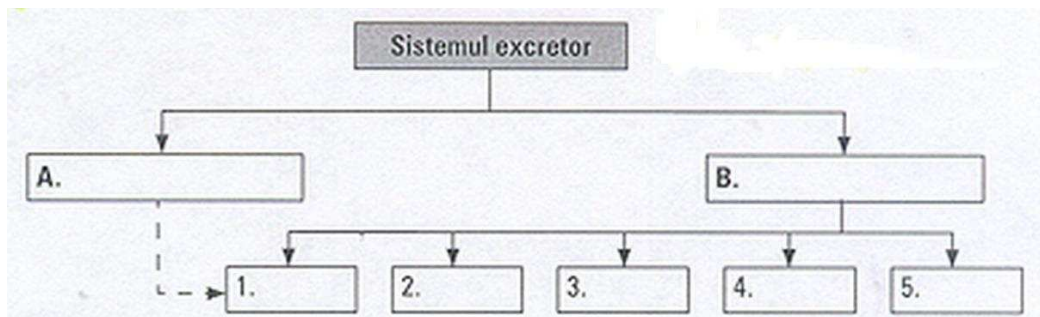 Sistemul excretor
A.
B.
1.
2.
3.
4.
5.